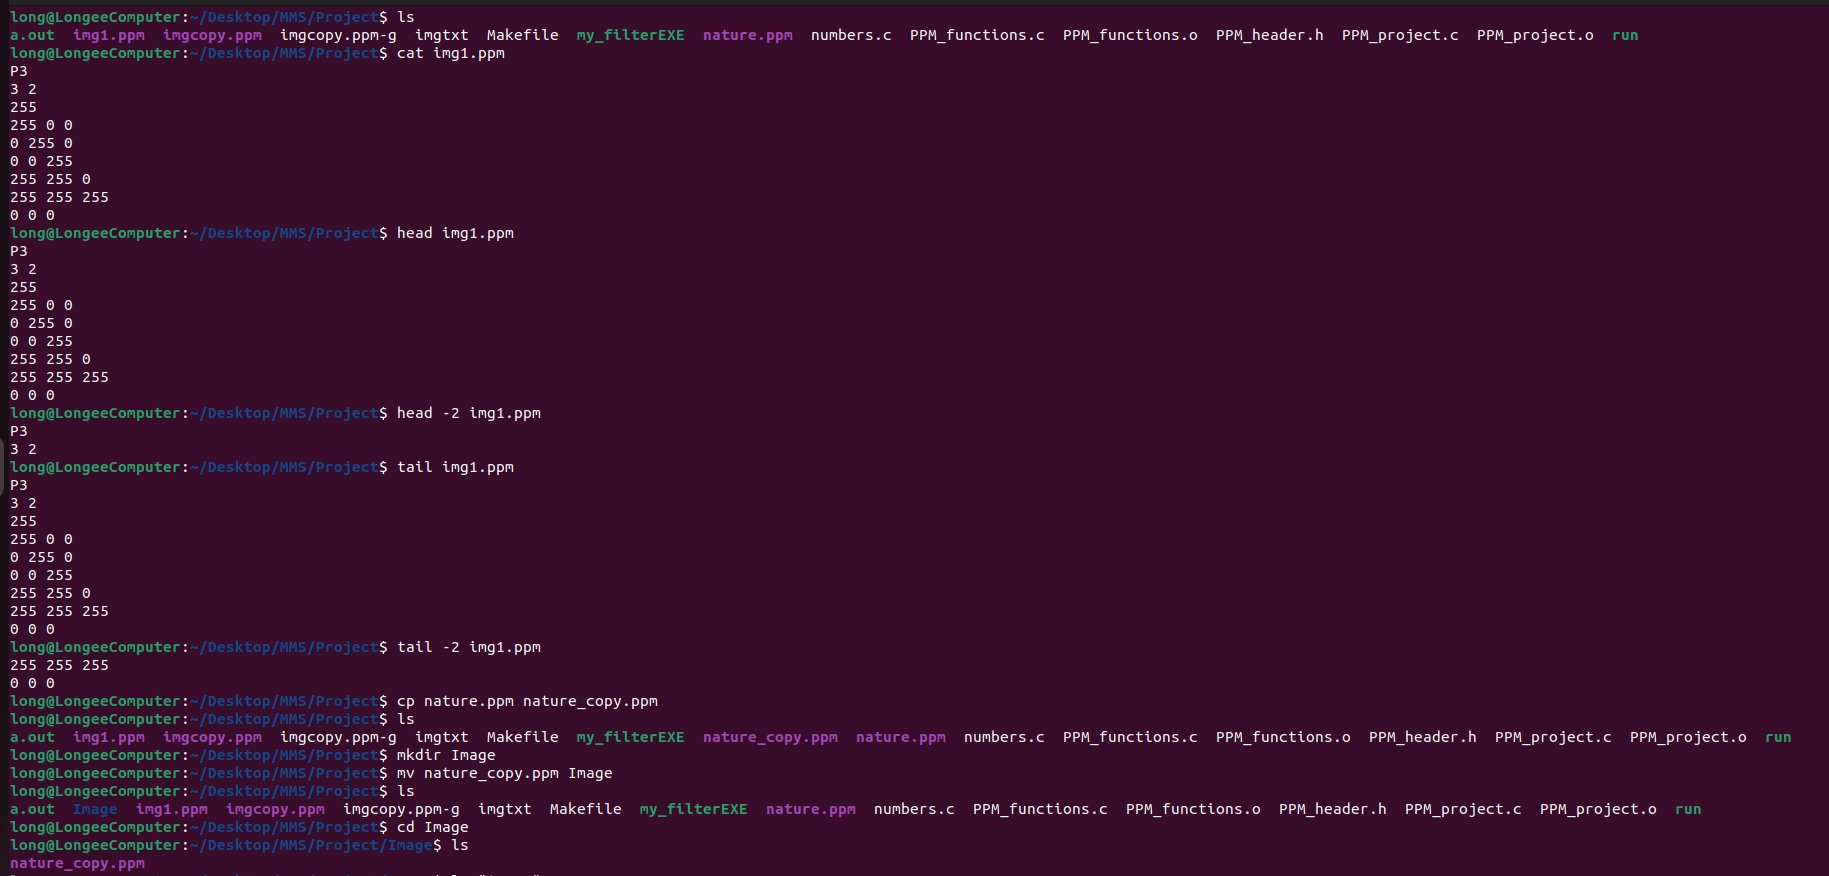 long@LongeeComputer:~/Desktop/MMS/Project$ ls
a.out  img1.ppm  imgcopy.ppm  imgcopy.ppm-g  imgtxt  Makefile  my_filterEXE  nature.ppm  numbers.c  PPM_functions.c  PPM_functions.o  PPM_header.h  PPM_project.c  PPM_project.o  run
long@LongeeComputer:~/Desktop/MMS/Project$ cat img1.ppm
P3
3 2
255
255 0 0
0 255 0
0 0 255
255 255 0
255 255 255
0 0 0
long@LongeeComputer:~/Desktop/MMS/Project$ head img1.ppm
P3
3 2
255
255 0 0
0 255 0
0 0 255
255 255 0
255 255 255
0 0 0
long@LongeeComputer:~/Desktop/MMS/Project$ head -2 img1.ppm
P3
3 2
long@LongeeComputer:~/Desktop/MMS/Project$ tail img1.ppm
P3
3 2
255
255 0 0
0 255 0
0 0 255
255 255 0
255 255 255
0 0 0
long@LongeeComputer:~/Desktop/MMS/Project$ tail -2 img1.ppm
255 255 255
0 0 0
long@LongeeComputer:~/Desktop/MMS/Project$ cp nature.ppm nature_copy.ppm
long@LongeeComputer:~/Desktop/MMS/Project$ ls
a.out  img1.ppm  imgcopy.ppm  imgcopy.ppm-g  imgtxt  Makefile  my_filterEXE  nature_copy.ppm  nature.ppm  numbers.c  PPM_functions.c  PPM_functions.o  PPM_header.h  PPM_project.c  PPM_project.o  run
long@LongeeComputer:~/Desktop/MMS/Project$ mkdir Image
long@LongeeComputer:~/Desktop/MMS/Project$ mv nature_copy.ppm Image
long@LongeeComputer:~/Desktop/MMS/Project$ ls
a.out  Image  img1.ppm  imgcopy.ppm  imgcopy.ppm-g  imgtxt  Makefile  my_filterEXE  nature.ppm  numbers.c  PPM_functions.c  PPM_functions.o  PPM_header.h  PPM_project.c  PPM_project.o  run
long@LongeeComputer:~/Desktop/MMS/Project$ cd Image
long@LongeeComputer:~/Desktop/MMS/Project/Image$ ls
nature_copy.ppm